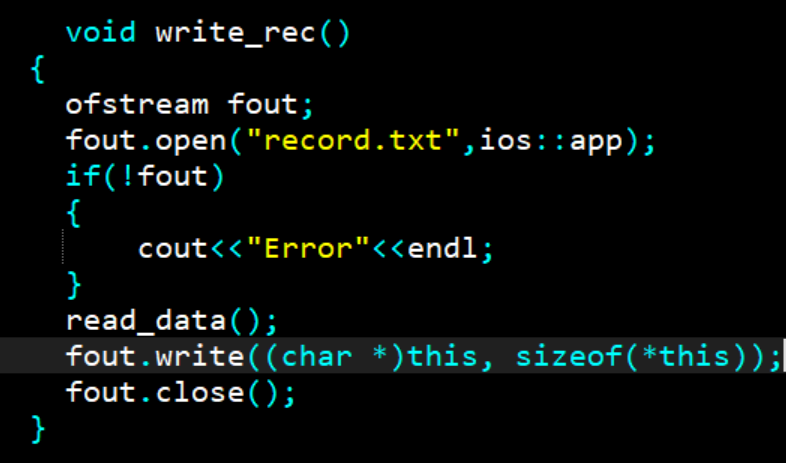 void write_rec()
{
ofstream fout;
fout.open("record.txt",ios::app);
if(!fout)
{
cout<<"Error"<<endl;
}
read_data();
fout.write((char *)this, sizeof(*this));
fout.close();
}